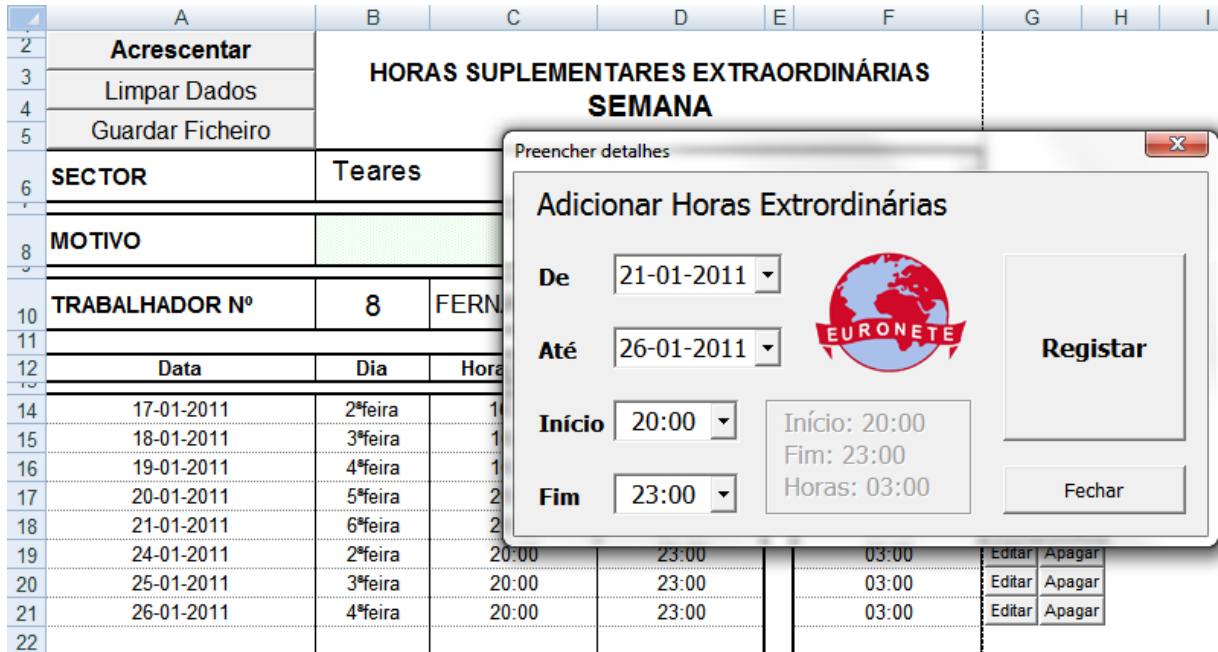 A B C D E F G H I
2 Acrescentar
3 Limpar Dados
4
5 Guardar Ficheiro
HORAS SUPLEMENTARES EXTRAORDINÁRIAS
SEMANA
6 SECTOR Teares
8 MOTIVO
10 TRABALHADOR Nº 8
11
12 Data Dia
14 17-01-2011 2ªfeira
15 18-01-2011 3ªfeira
16 19-01-2011 4ªfeira
17 20-01-2011 5ªfeira
18 21-01-2011 6ªfeira
19 24-01-2011 2ªfeira 20:00 23:00 03:00 Editar Apagar
20 25-01-2011 3ªfeira 20:00 23:00 03:00 Editar Apagar
21 26-01-2011 4ªfeira 20:00 23:00 03:00 Editar Apagar
22
Preencher detalhes
Adicionar Horas Extrordinárias
De 21-01-2011
Até 26-01-2011
Início 20:00
Fim 23:00
EURONETE
Início: 20:00
Fim: 23:00
Horas: 03:00
Registar
Fechar